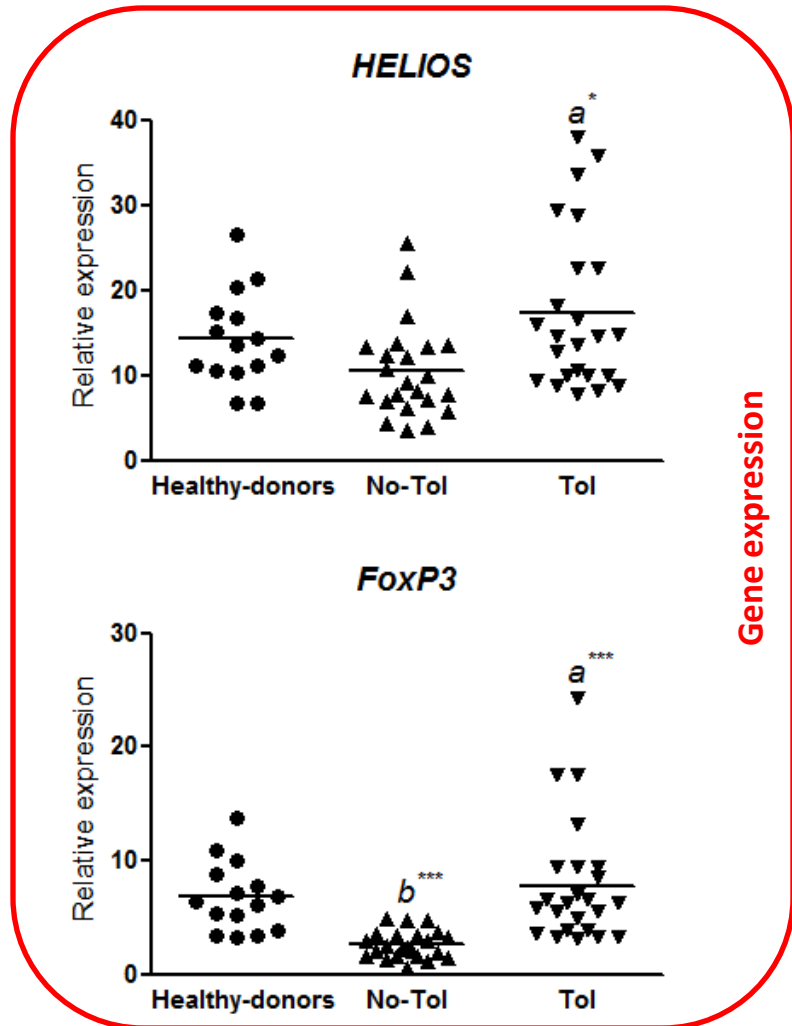 HELIOS
Relative expression
40
30
20
10
0
a*
Healthy-donors No-Tol Tol
FoxP3
Relative expression
30
20
10
0
b***
a***
Healthy-donors No-Tol Tol
Gene expression